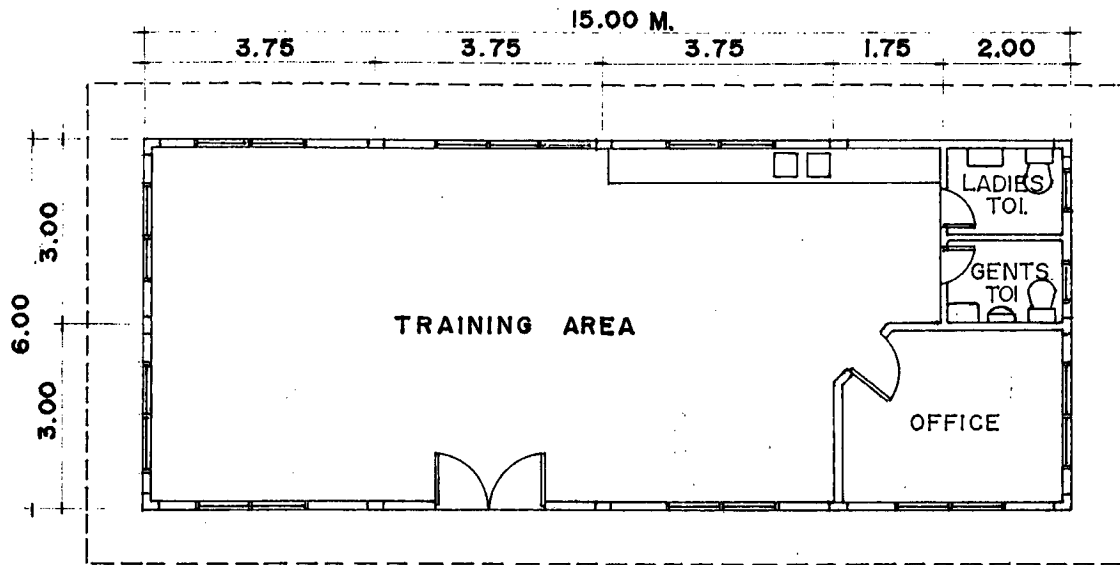 15.00 M.
3.75 3.75 3.75 1.75 2.00
3.00
6.00
3.00
LADIES
TOI.
GENTS
TOI
TRAINING AREA
OFFICE